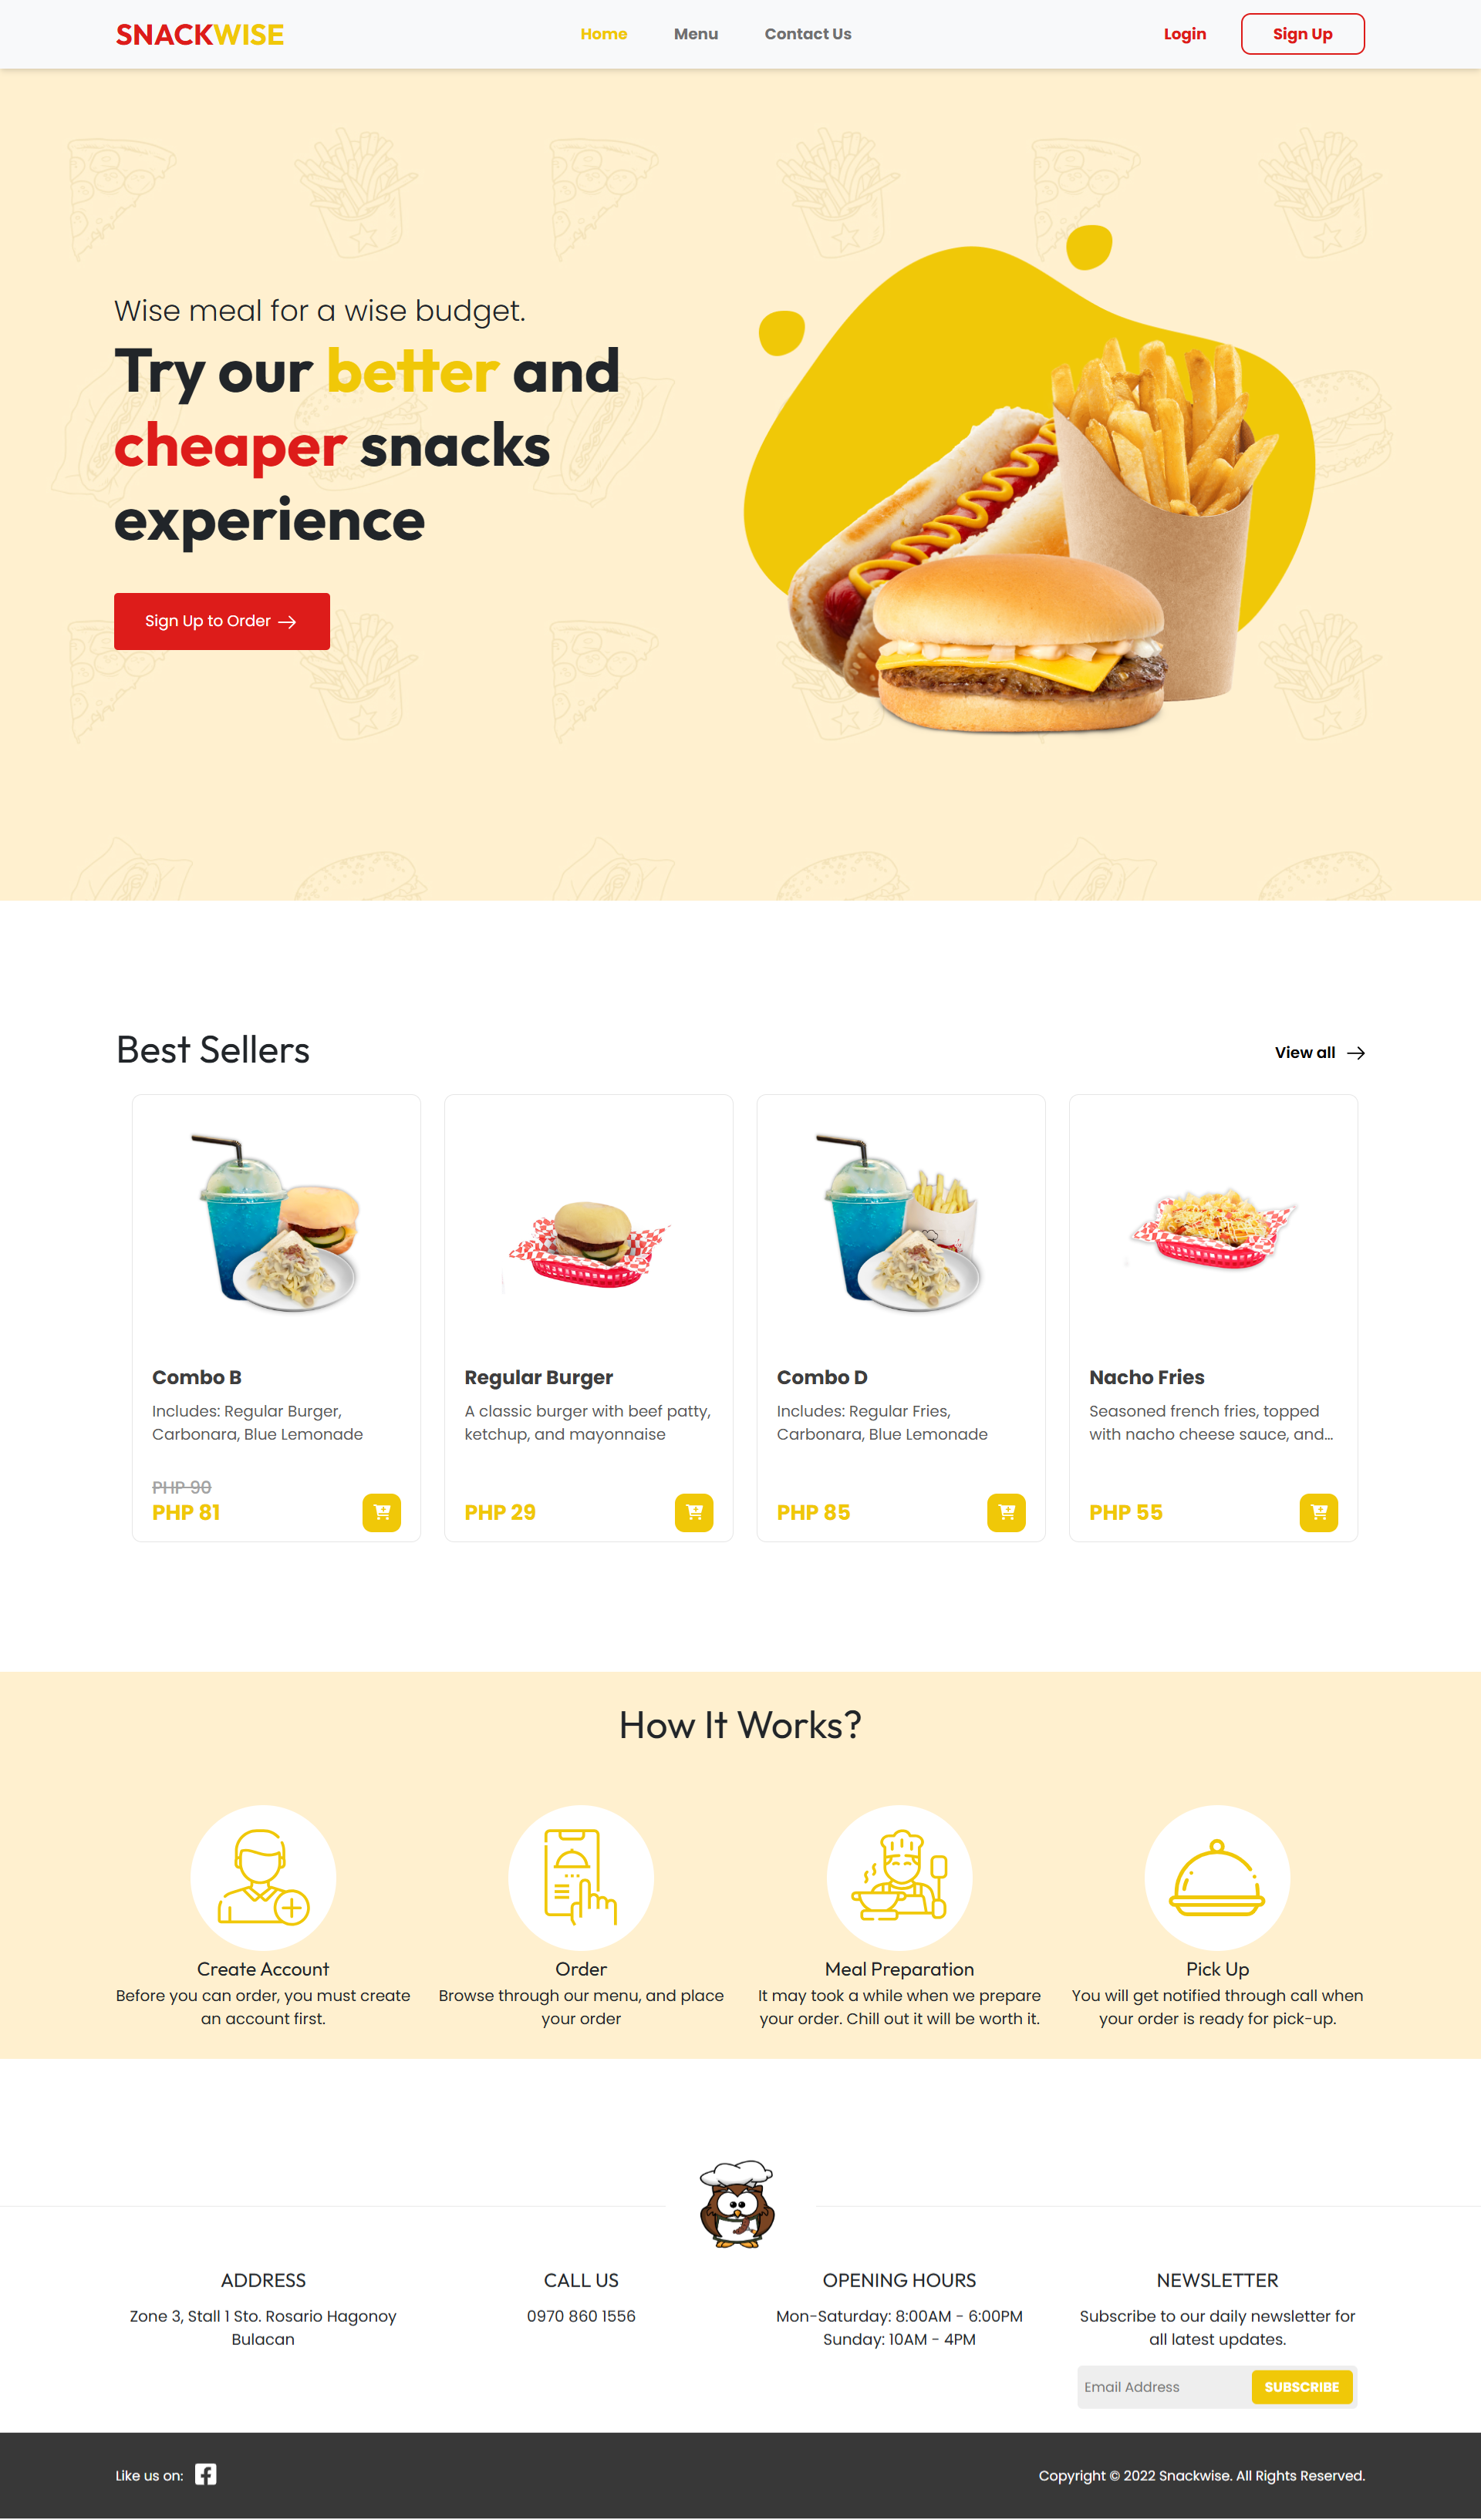 SNACKWISE
Home
Menu
Contact Us
Login
Sign Up
Wise meal for a wise budget.
Try our better and
cheaper snacks
experience
Sign Up to Order
Best Sellers
View all
Combo B
Includes: Regular Burger,
Carbonara, Blue Lemonade
PHP 90
PHP 81
Regular Burger
A classic burger with beef patty,
ketchup, and mayonnaise
PHP 29
Combo D
Includes: Regular Fries,
Carbonara, Blue Lemonade
PHP 85
Nacho Fries
Seasoned french fries, topped
with nacho cheese sauce, and...
PHP 55
How It Works?
Create Account
Before you can order, you must create
an account first.
Order
Browse through our menu, and place
your order
Meal Preparation
It may took a while when we prepare
your order. Chill out it will be worth it.
Pick Up
You will get notified through call when
your order is ready for pick-up.
ADDRESS
Zone 3, Stall 1 Sto. Rosario Hagonoy
Bulacan
CALL US
0970 860 1556
OPENING HOURS
Mon-Saturday: 8:00AM - 6:00PM
Sunday: 10AM - 4PM
NEWSLETTER
Subscribe to our daily newsletter for
all latest updates.
Email Address
SUBSCRIBE
Like us on:
Copyright © 2022 Snackwise. All Rights Reserved.